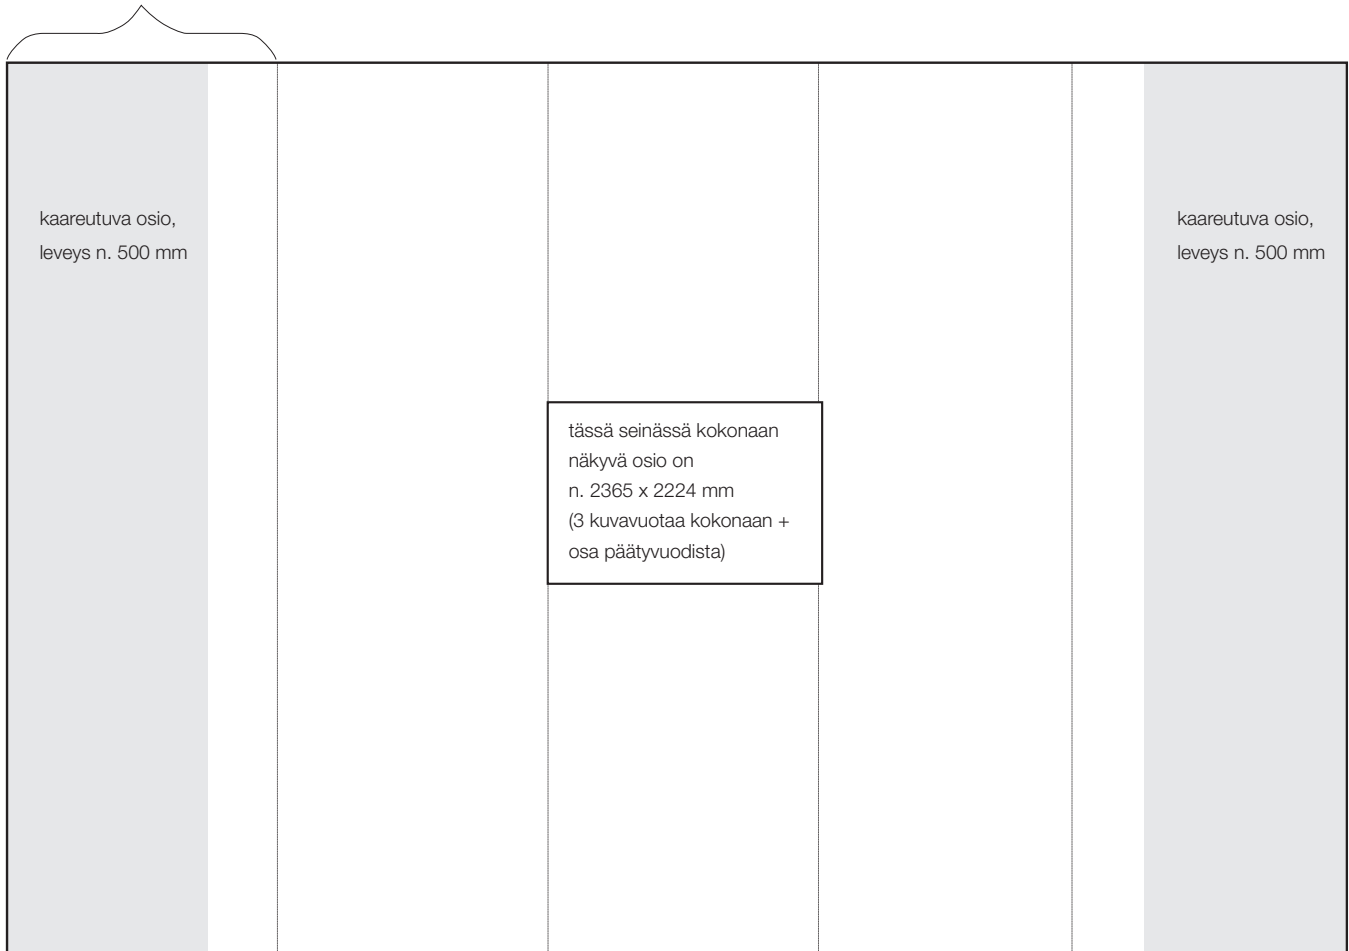 kaareutuva osio,
leveys n. 500 mm
kaareutuva osio,
leveys n. 500 mm
tässä seinässä kokonaan
näkyvä osio on
n. 2365 x 2224 mm
(3 kuvavuotaa kokonaan +
osa päätyvuodista)